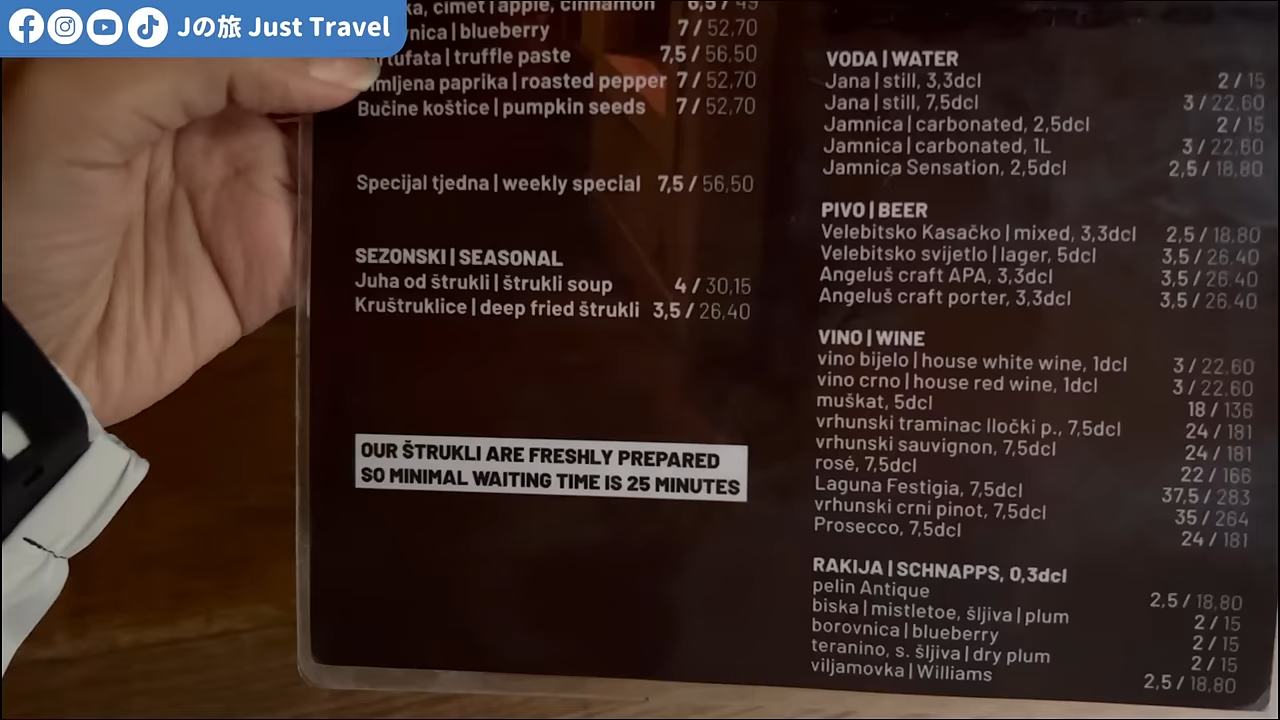 Jの旅 Just Travel
ka, cimet | apple, cinnamon 6,5 / 49
vnica | blueberry 7 / 52,70
rtufata | truffle paste 7,5 / 56,50
imljena paprika | roasted pepper 7 / 52,70
Bučine koštice | pumpkin seeds 7 / 52,70
Specijal tjedna | weekly special 7,5 / 56,50
SEZONSKI | SEASONAL
Juha od štrukli | štrukli soup 4 / 30,15
Kruštruklice | deep fried štrukli 3,5 / 26,40
OUR ŠTRUKLI ARE FRESHLY PREPARED
SO MINIMAL WAITING TIME IS 25 MINUTES
VODA | WATER
Jana | still, 3,3dcl 2 / 15
Jana | still, 7,5dcl 3 / 22.60
Jamnica | carbonated, 2,5dcl 2 / 15
Jamnica | carbonated, 1L 3 / 22,60
Jamnica Sensation, 2,5dcl 2,5 / 18,80
PIVO | BEER
Velebitsko Kasačko | mixed, 3,3dcl 2,5 / 18.80
Velebitsko svijetlo | lager, 5dcl 3,5 / 26.40
Angeluš craft APA, 3,3dcl 3,5 / 26.40
Angeluš craft porter, 3,3dcl 3,5 / 26.40
VINO | WINE
vino bijelo | house white wine, 1dcl 3 / 22.60
vino crno | house red wine, 1dcl 3 / 22.60
muškat, 5dcl 18 / 136
vrhunski traminac Iločki p., 7,5dcl 24 / 181
vrhunski sauvignon, 7,5dcl 24 / 181
rosé, 7,5dcl 22 / 166
Laguna Festigia, 7,5dcl 37,5 / 283
vrhunski crni pinot, 7,5dcl 35 / 264
Prosecco, 7,5dcl 24 / 181
RAKIJA | SCHNAPPS, 0,3dcl
pelin Antique 2,5 / 18,80
biska | mistletoe, šljiva | plum 2 / 15
borovnica | blueberry 2 / 15
teranino, s. šljiva | dry plum 2 / 15
viljamovka | Williams 2,5 / 18,80